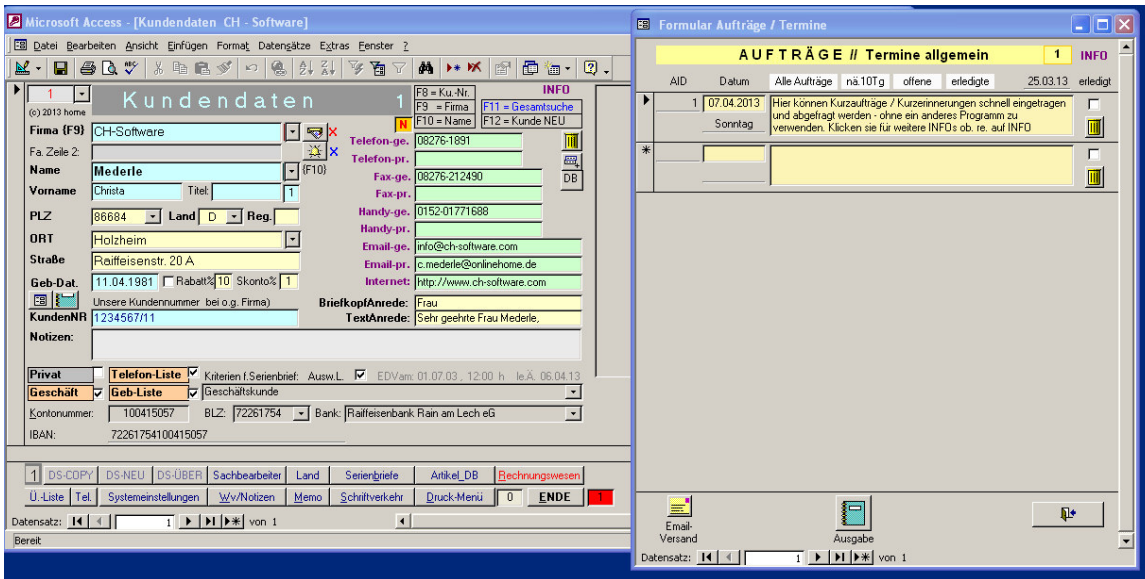 Microsoft Access - [Kundendaten CH - Software]
Datei Bearbeiten Ansicht Einfügen Format Datensätze Extras Fenster ?
1
(c) 2013 home
Kundendaten 1
F8 = Ku.-Nr. INFO
F9 = Firma F11 = Gesamtsuche
F10 = Name F12 = Kunde NEU
N
Firma {F9} CH-Software
Fa. Zeile 2:
Name Mederle {F10}
Vorname Christa Titel: 1
PLZ 86684 Land D Reg.
ORT Holzheim
Straße Raiffeisenstr. 20 A
Geb-Dat. 11.04.1981 Rabatt% 10 Skonto% 1
Unsere Kundennummer bei o.g. Firma)
KundenNR 1234567/11
Telefon-ge. 08276-1891
Telefon-pr.
Fax-ge. 08276-212490 DB
Fax-pr.
Handy-ge. 0152-01771688
Handy-pr.
Email-ge. info@ch-software.com
Email-pr. c.mederle@onlinehome.de
Internet: http://www.ch-software.com
BriefkopfAnrede: Frau
TextAnrede: Sehr geehrte Frau Mederle,
Notizen:
Privat Telefon-Liste Kriterien f.Serienbrief: Ausw.L. EDVam: 01.07.03 , 12:00 h le.Ä. 06.04.13
Geschäft Geb-Liste Geschäftskunde
Kontonummer: 100415057 BLZ: 72261754 Bank: Raiffeisenbank Rain am Lech eG
IBAN: 72261754100415057
1 DS-COPY DS-NEU DS-ÜBER Sachbearbeiter Land Serienbriefe Artikel_DB Rechnungswesen
Ü.-Liste Tel. Systemeinstellungen Wv/Notizen Memo Schriftverkehr Druck-Menü 0 ENDE 1
Datensatz: 1 von 1
Bereit
Formular Aufträge / Termine
AUFTRÄGE // Termine allgemein 1 INFO
AID Datum Alle Aufträge nä.10Tg offene erledigte 25.03.13 erledigt
1 07.04.2013 Hier können Kurzaufträge / Kurzerinnerungen schnell eingetragen
und abgefragt werden - ohne ein anderes Programm zu
Sonntag verwenden. Klicken sie für weitere INFOs ob. re. auf INFO
Email-
Versand
Ausgabe
Datensatz: 1 von 1